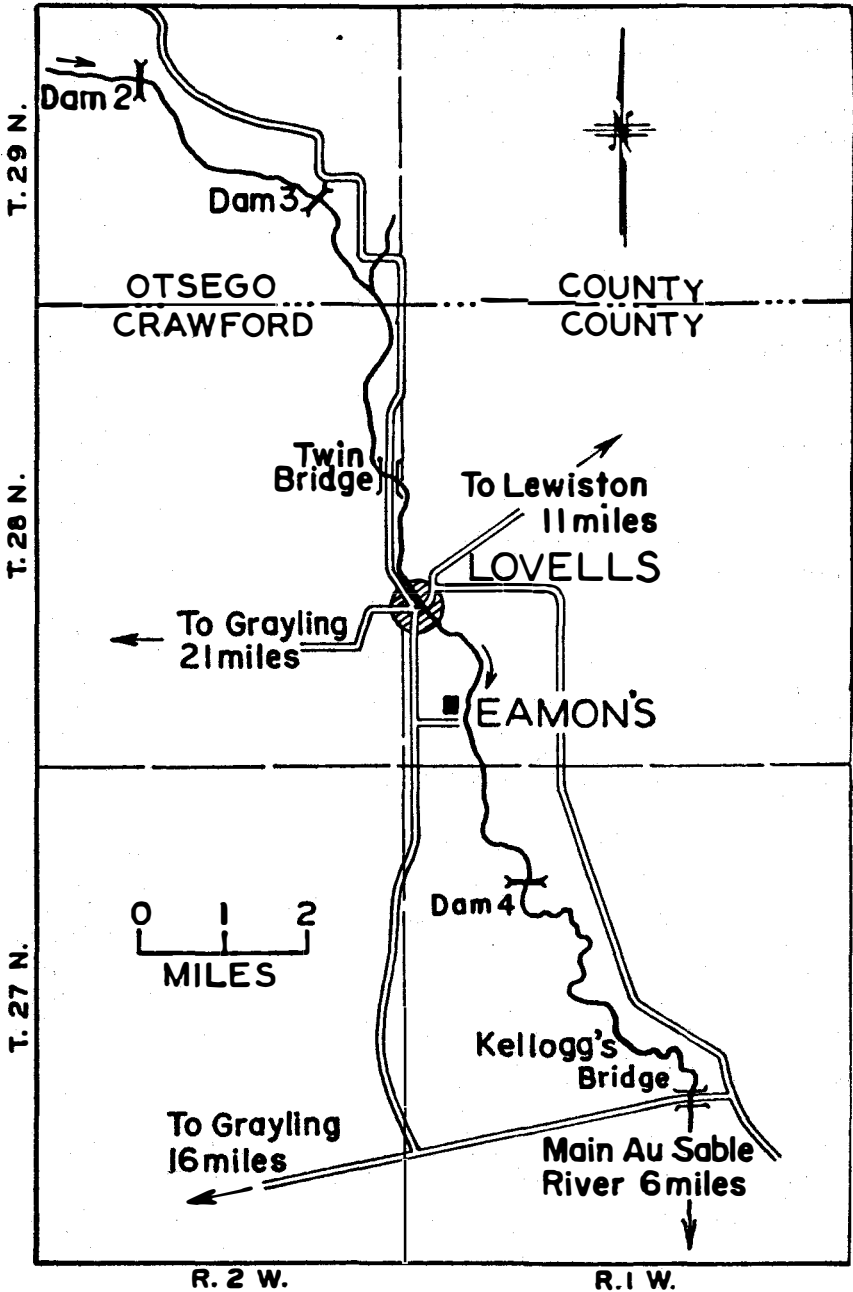 Dam 2
T. 29 N.
Dam 3
OTSEGO COUNTY
CRAWFORD COUNTY
Twin
Bridge
To Lewiston
11 miles
T. 28 N.
LOVELLS
To Grayling
21 miles
EAMON'S
Dam 4
0 1 2
MILES
T. 27 N.
Kellogg's
Bridge
To Grayling
16 miles
Main Au Sable
River 6 miles
R. 2 W.
R. 1 W.
N